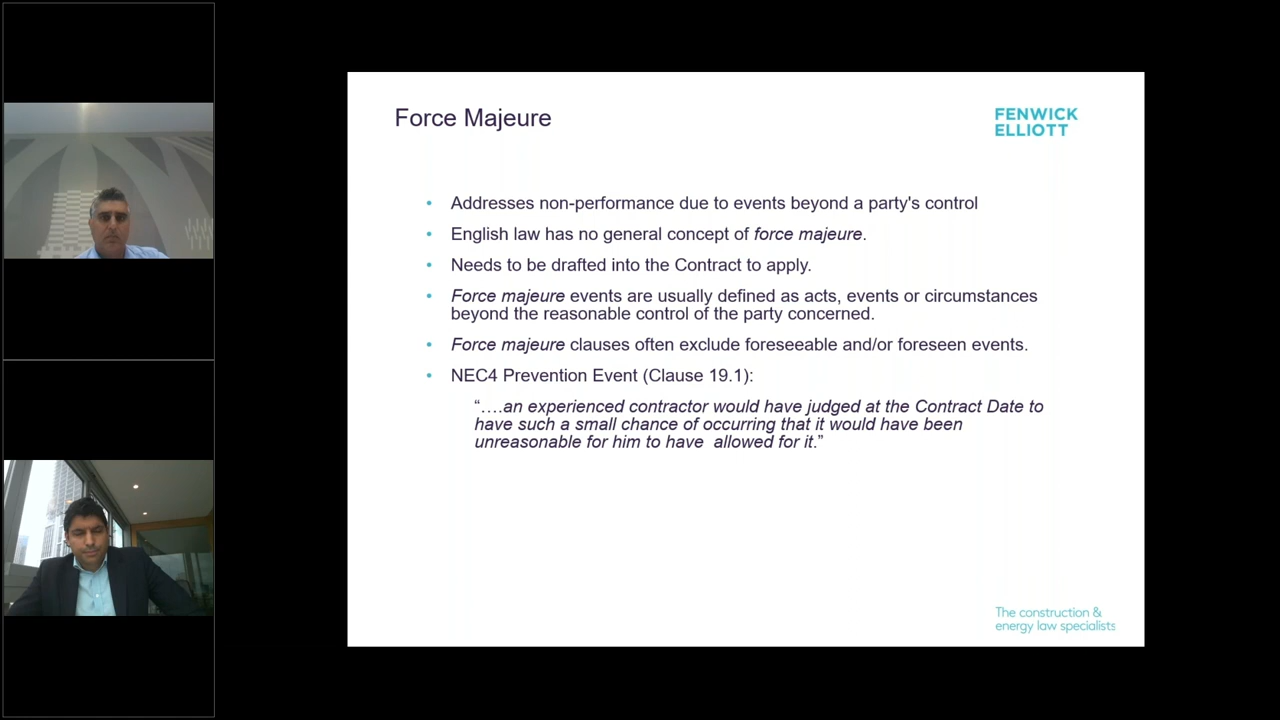 Force Majeure
FENWICK
ELLIOTT
• Addresses non-performance due to events beyond a party's control
• English law has no general concept of force majeure.
• Needs to be drafted into the Contract to apply.
• Force majeure events are usually defined as acts, events or circumstances
beyond the reasonable control of the party concerned.
• Force majeure clauses often exclude foreseeable and/or foreseen events.
• NEC4 Prevention Event (Clause 19.1):
“….an experienced contractor would have judged at the Contract Date to
have such a small chance of occurring that it would have been
unreasonable for him to have  allowed for it.”
The construction &
energy law specialists